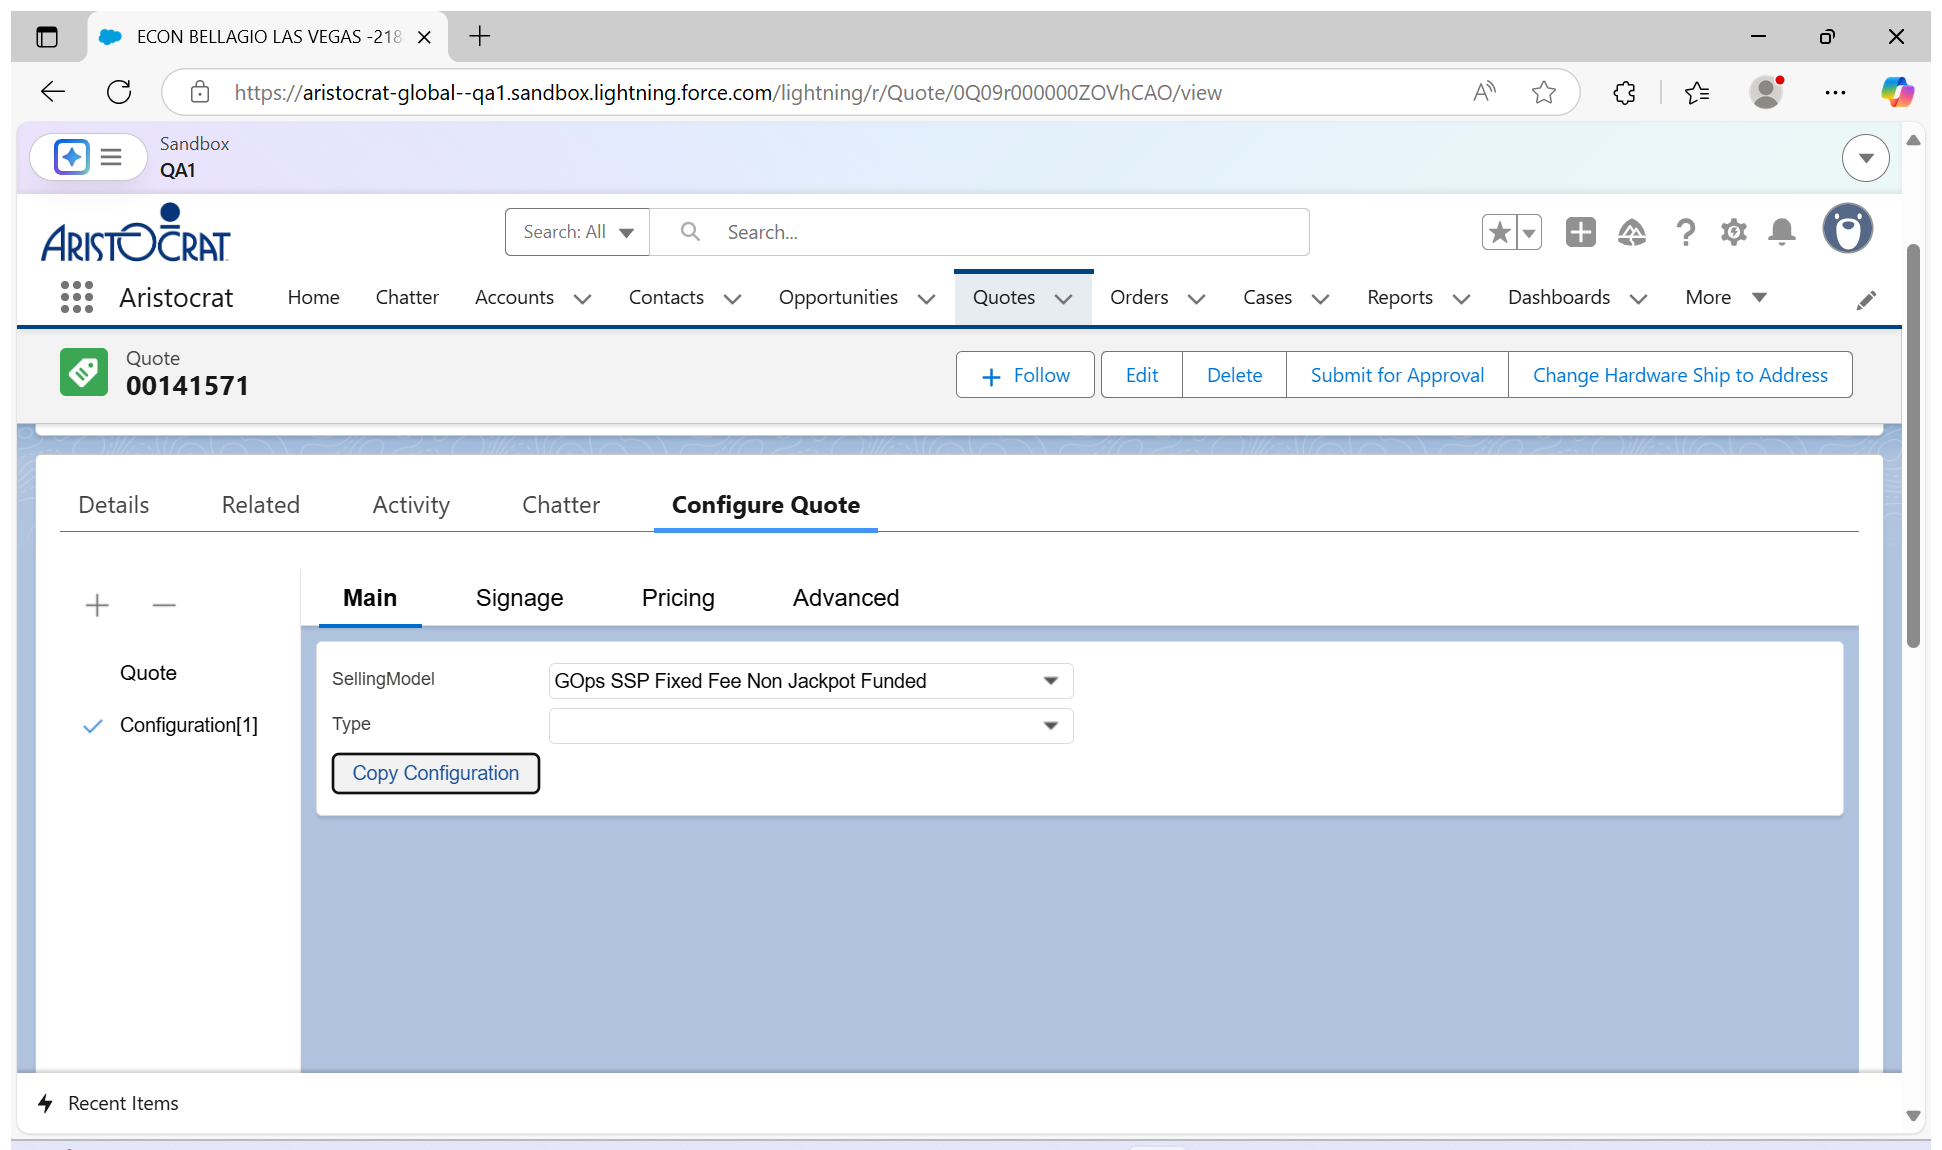 ECON BELLAGIO LAS VEGAS -218
https://aristocrat-global--qa1.sandbox.lightning.force.com/lightning/r/Quote/0Q09r000000ZOVhCAO/view
Sandbox
QA1
ARISTOCRAT
Search: All
Search...
Aristocrat
Home
Chatter
Accounts
Contacts
Opportunities
Quotes
Orders
Cases
Reports
Dashboards
More
Quote
00141571
Follow
Edit
Delete
Submit for Approval
Change Hardware Ship to Address
Details
Related
Activity
Chatter
Configure Quote
Main
Signage
Pricing
Advanced
Quote
Configuration[1]
SellingModel
GOps SSP Fixed Fee Non Jackpot Funded
Type
Copy Configuration
Recent Items